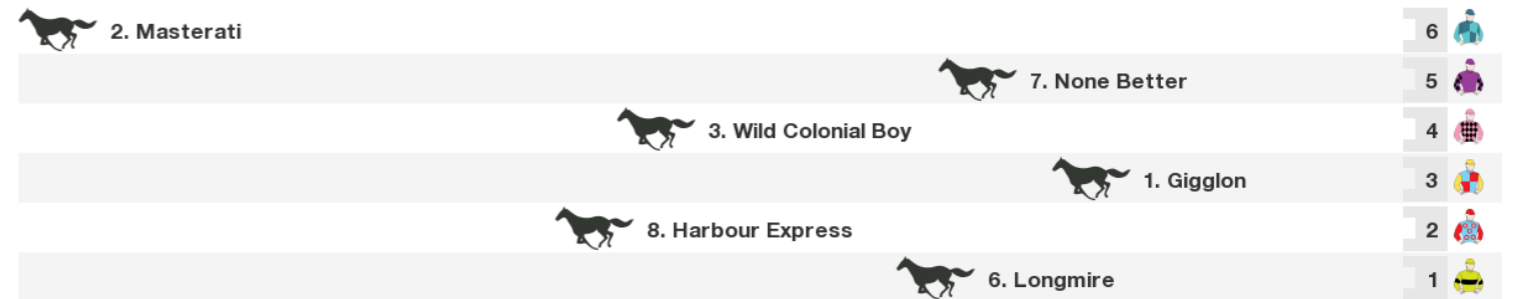 2. Masterati 6
7. None Better 5
3. Wild Colonial Boy 4
1. Gigglon 3
8. Harbour Express 2
6. Longmire 1